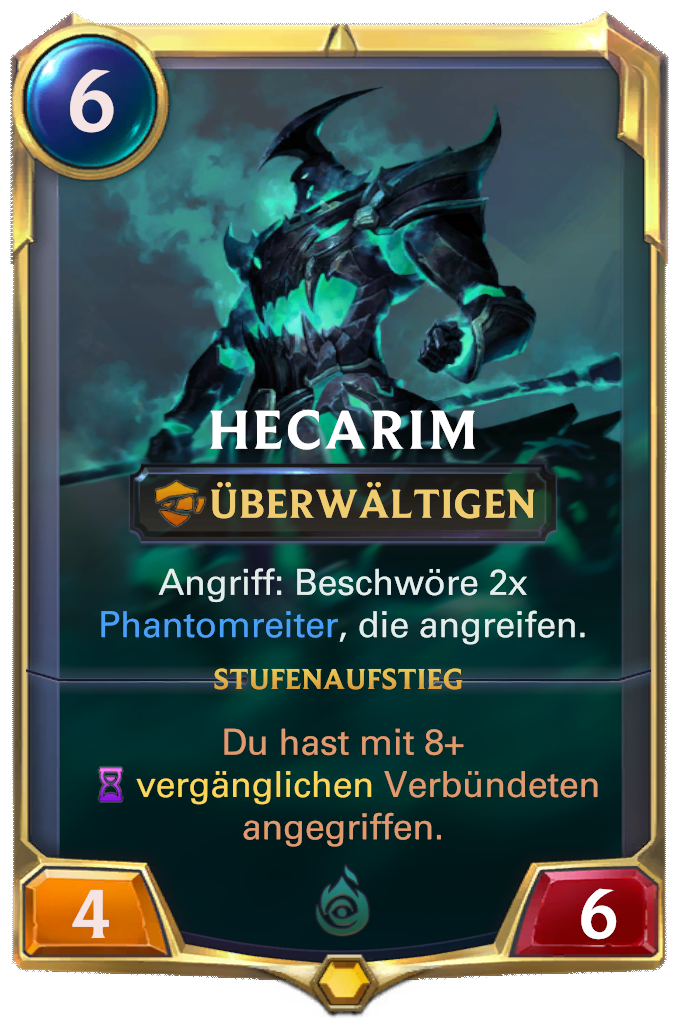 6
HECARIM
ÜBERWÄLTIGEN
Angriff: Beschwöre 2x
Phantomreiter, die angreifen.
STUFENAUFSTIEG
Du hast mit 8+
vergänglichen Verbündeten
angegriffen.
4
6